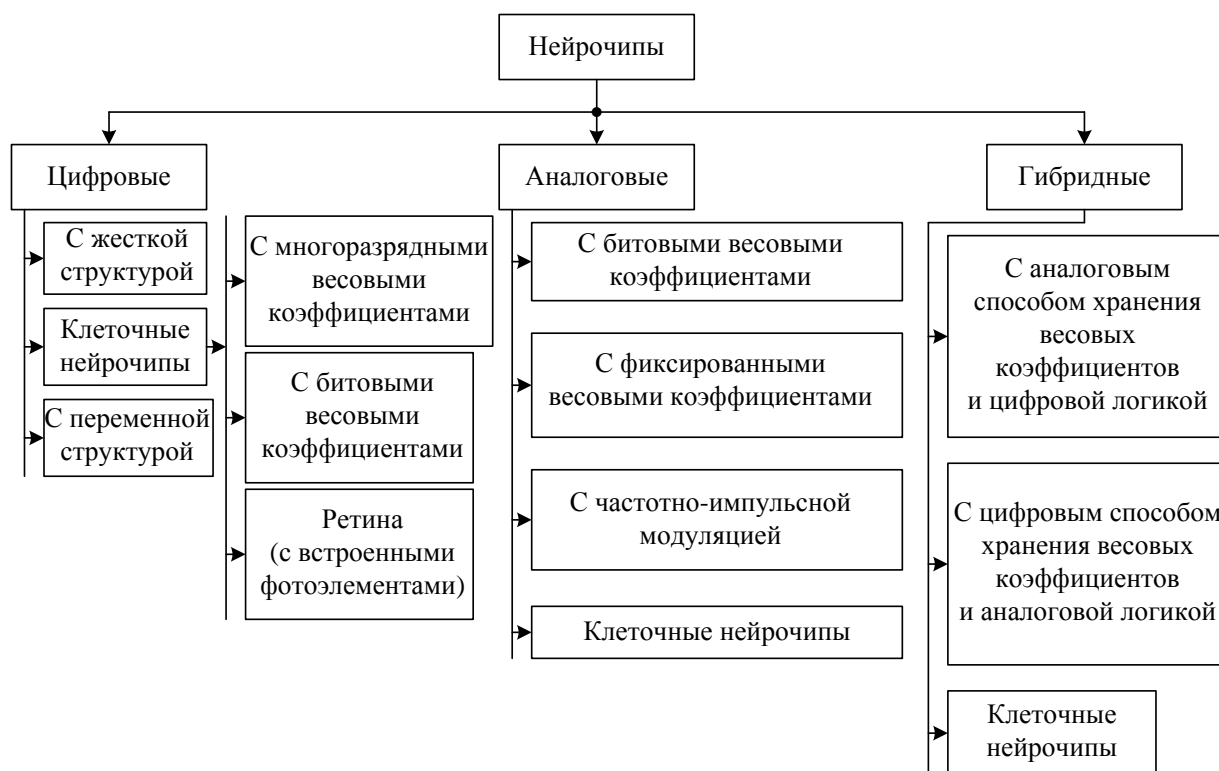 Нейрочипы
Цифровые
С жесткой
структурой
Клеточные
нейрочипы
С переменной
структурой
С многоразрядными
весовыми
коэффициентами
С битовыми
весовыми
коэффициентами
Ретина
(с встроенными
фотоэлементами)
Аналоговые
С битовыми весовыми
коэффициентами
С фиксированными
весовыми коэффициентами
С частотно-импульсной
модуляцией
Клеточные нейрочипы
Гибридные
С аналоговым
способом хранения
весовых
коэффициентов
и цифровой логикой
С цифровым способом
хранения весовых
коэффициентов
и аналоговой логикой
Клеточные
нейрочипы